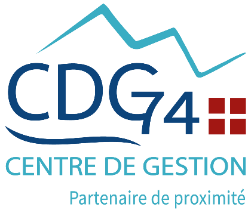 CDG74
CENTRE DE GESTION
Partenaire de proximité